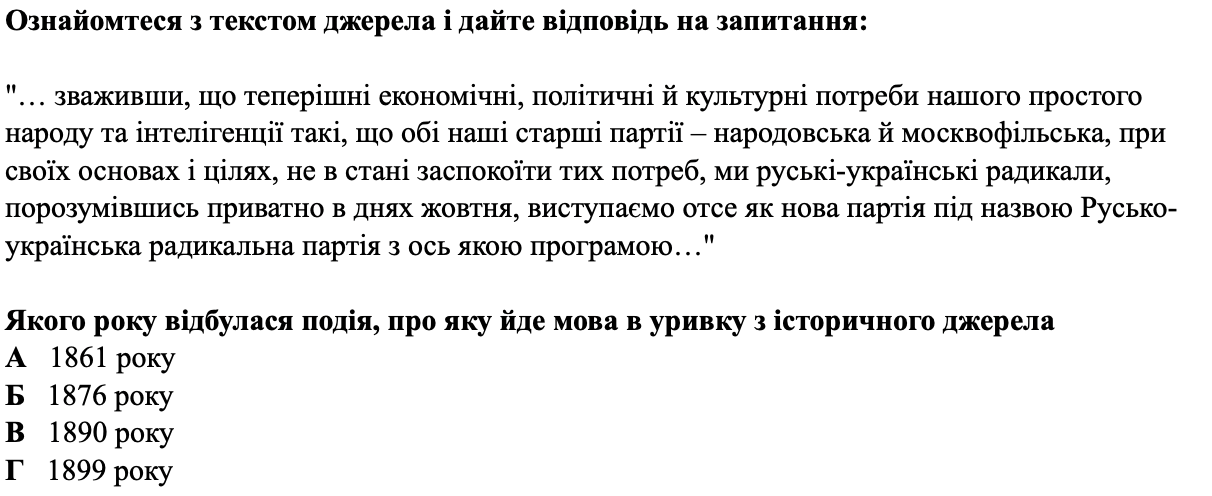 Ознайомтеся з текстом джерела і дайте відповідь на запитання:
"… зваживши, що теперішні економічні, політичні й культурні потреби нашого простого
народу та інтелігенції такі, що обі наші старші партії – народовська й москвофільська, при
своїх основах і цілях, не в стані заспокоїти тих потреб, ми руські-українські радикали,
порозумівшись приватно в днях жовтня, виступаємо отсе як нова партія під назвою Русько-
українська радикальна партія з ось якою програмою…"
Якого року відбулася подія, про яку йде мова в уривку з історичного джерела
А 1861 року
Б 1876 року
В 1890 року
Г 1899 року